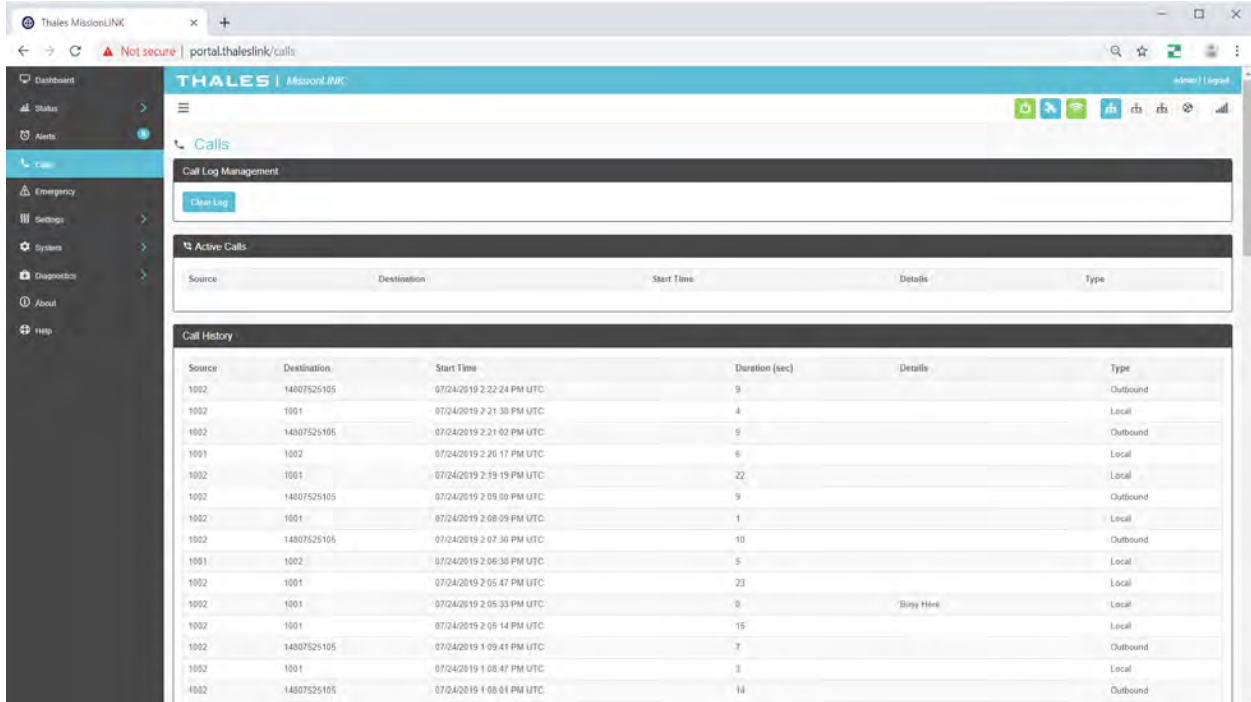 Thales MissionLINK
Not secure | portal.thaleslink/calls
Dashboard
THALES | MissionLINK
admin | Logout
Status
Alerts
Calls
Calls
Call Log Management
Emergency
Clear Log
Settings
System
Active Calls
Diagnostics
Source Destination Start Time Details Type
About
Help
Call History
Source Destination Start Time Duration (sec) Details Type
1002 14807525105 07/24/2019 2:22:24 PM UTC 9 Outbound
1002 1001 07/24/2019 2:21:38 PM UTC 4 Local
1002 14807525105 07/24/2019 2:21:02 PM UTC 9 Outbound
1001 1002 07/24/2019 2:20:17 PM UTC 6 Local
1002 1001 07/24/2019 2:19:19 PM UTC 22 Local
1002 14807525105 07/24/2019 2:09:00 PM UTC 9 Outbound
1002 1001 07/24/2019 2:08:09 PM UTC 1 Local
1002 14807525105 07/24/2019 2:07:30 PM UTC 10 Outbound
1001 1002 07/24/2019 2:06:38 PM UTC 5 Local
1002 1001 07/24/2019 2:05:47 PM UTC 23 Local
1002 1001 07/24/2019 2:05:33 PM UTC 0 Busy Here Local
1002 1001 07/24/2019 2:05:14 PM UTC 15 Local
1002 14807525105 07/24/2019 1:09:41 PM UTC 7 Outbound
1002 1001 07/24/2019 1:08:47 PM UTC 3 Local
1002 14807525105 07/24/2019 1:08:01 PM UTC 14 Outbound